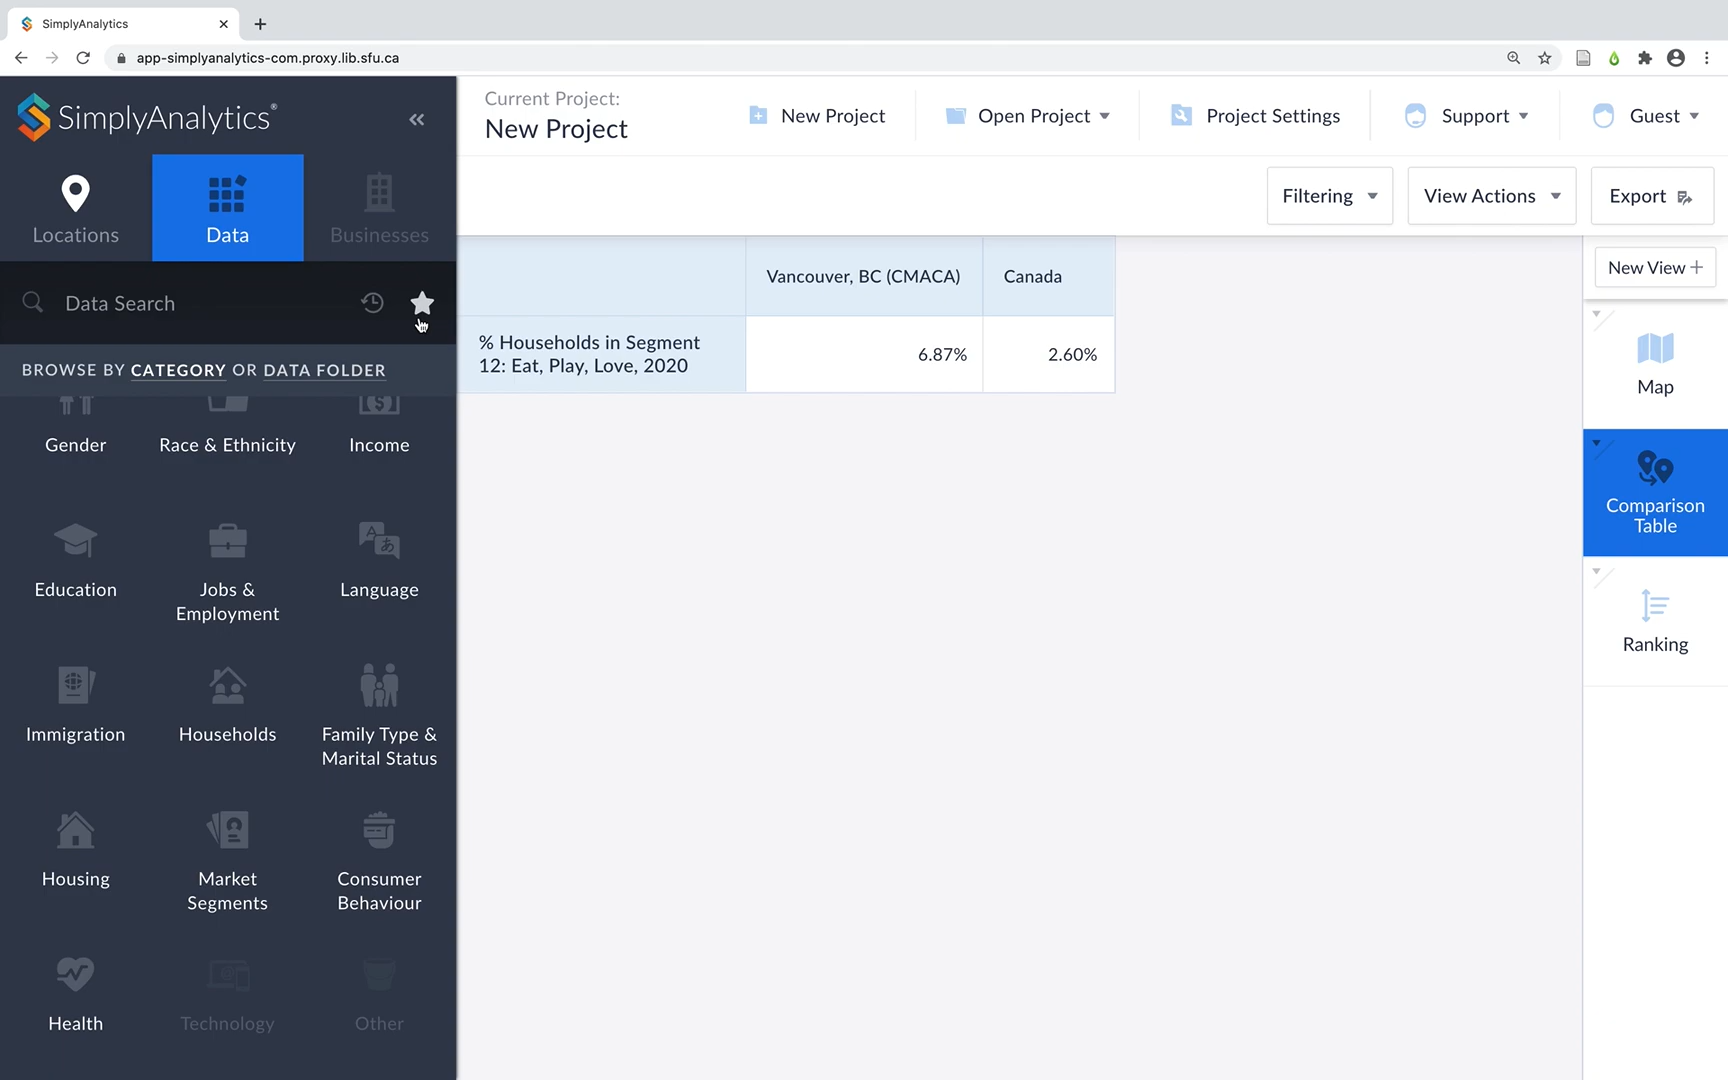 SimplyAnalytics
app-simplyanalytics-com.proxy.lib.sfu.ca
SimplyAnalytics®
Current Project:
New Project
New Project
Open Project
Project Settings
Support
Guest
Locations
Data
Businesses
Filtering
View Actions
Export
Data Search
BROWSE BY CATEGORY OR DATA FOLDER
Gender
Race & Ethnicity
Income
Education
Jobs &
Employment
Language
Immigration
Households
Family Type &
Marital Status
Housing
Market
Segments
Consumer
Behaviour
Health
Technology
Other
Vancouver, BC (CMACA)
Canada
% Households in Segment
12: Eat, Play, Love, 2020
6.87%
2.60%
New View
Map
Comparison
Table
Ranking